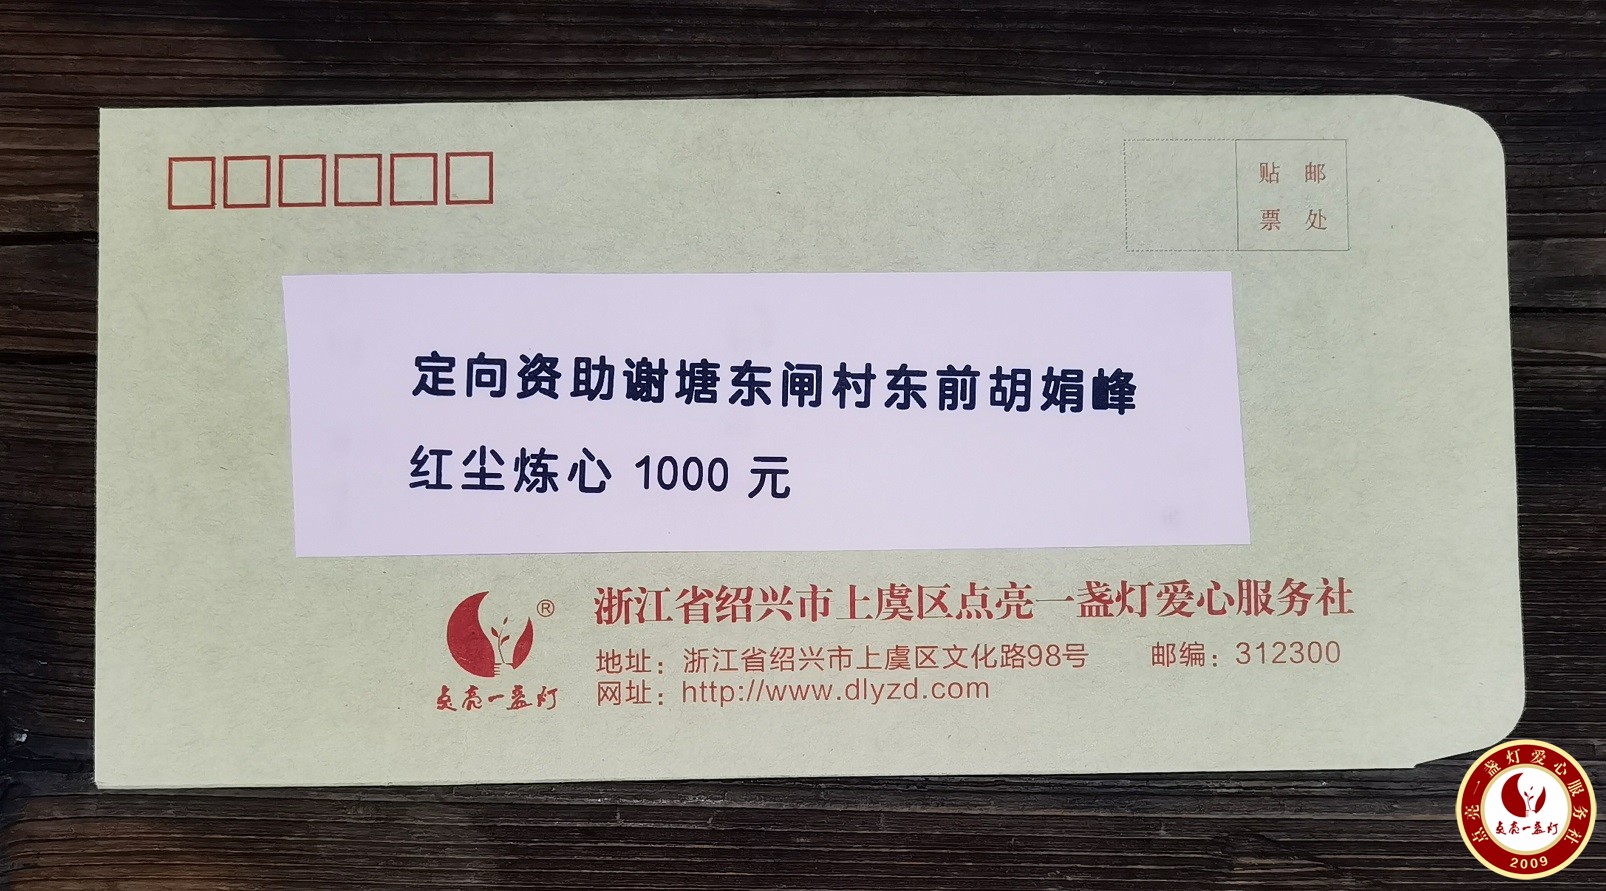 贴 邮
票 处
定向资助谢塘东闸村东前胡娟峰
红尘炼心 1000 元
®
点亮一盏灯
浙江省绍兴市上虞区点亮一盏灯爱心服务社
地址：浙江省绍兴市上虞区文化路98号 邮编：312300
网址：http://www.dlyzd.com
点亮一盏灯爱心服务社
点亮一盏灯
2009